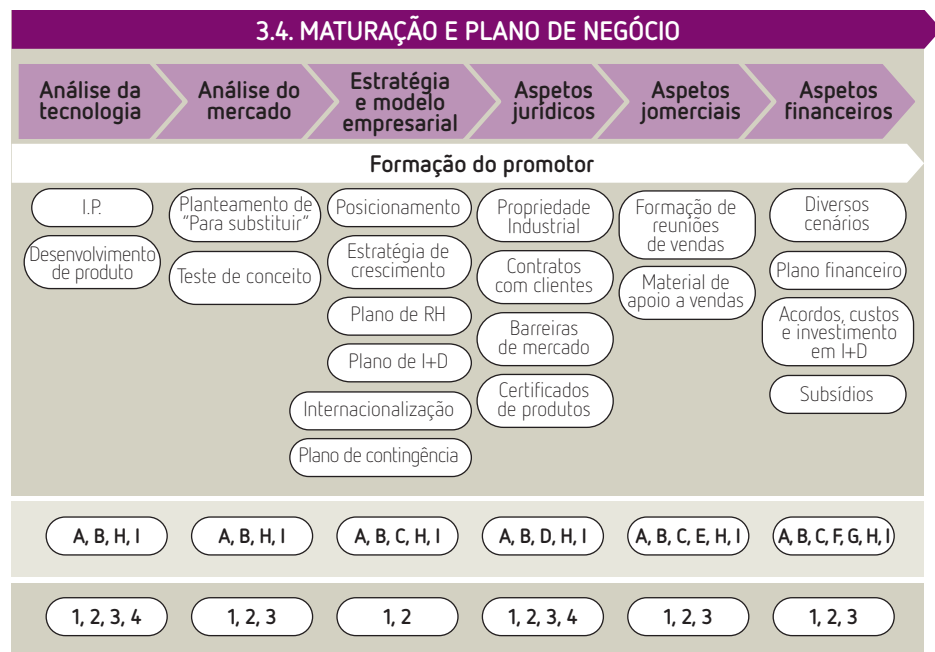 3.4. MATURAÇÃO E PLANO DE NEGÓCIO
Análise da
tecnologia
Análise do
mercado
Estratégia
e modelo
empresarial
Aspetos
jurídicos
Aspetos
jomerciais
Aspetos
financeiros
Formação do promotor
I.P.
Desenvolvimento
de produto
Planteamento de
“Para substituir”
Teste de conceito
Posicionamento
Estratégia de
crescimento
Plano de RH
Plano de I+D
Internacionalização
Plano de contingência
Propriedade
Industrial
Contratos
com clientes
Barreiras
de mercado
Certificados
de produtos
Formação de
reuniões
de vendas
Material de
apoio a vendas
Diversos
cenários
Plano financeiro
Acordos, custos
e investimento
em I+D
Subsídios
A, B, H, I
A, B, H, I
A, B, C, H, I
A, B, D, H, I
A, B, C, E, H, I
A, B, C, F, G, H, I
1, 2, 3, 4
1, 2, 3
1, 2
1, 2, 3, 4
1, 2, 3
1, 2, 3